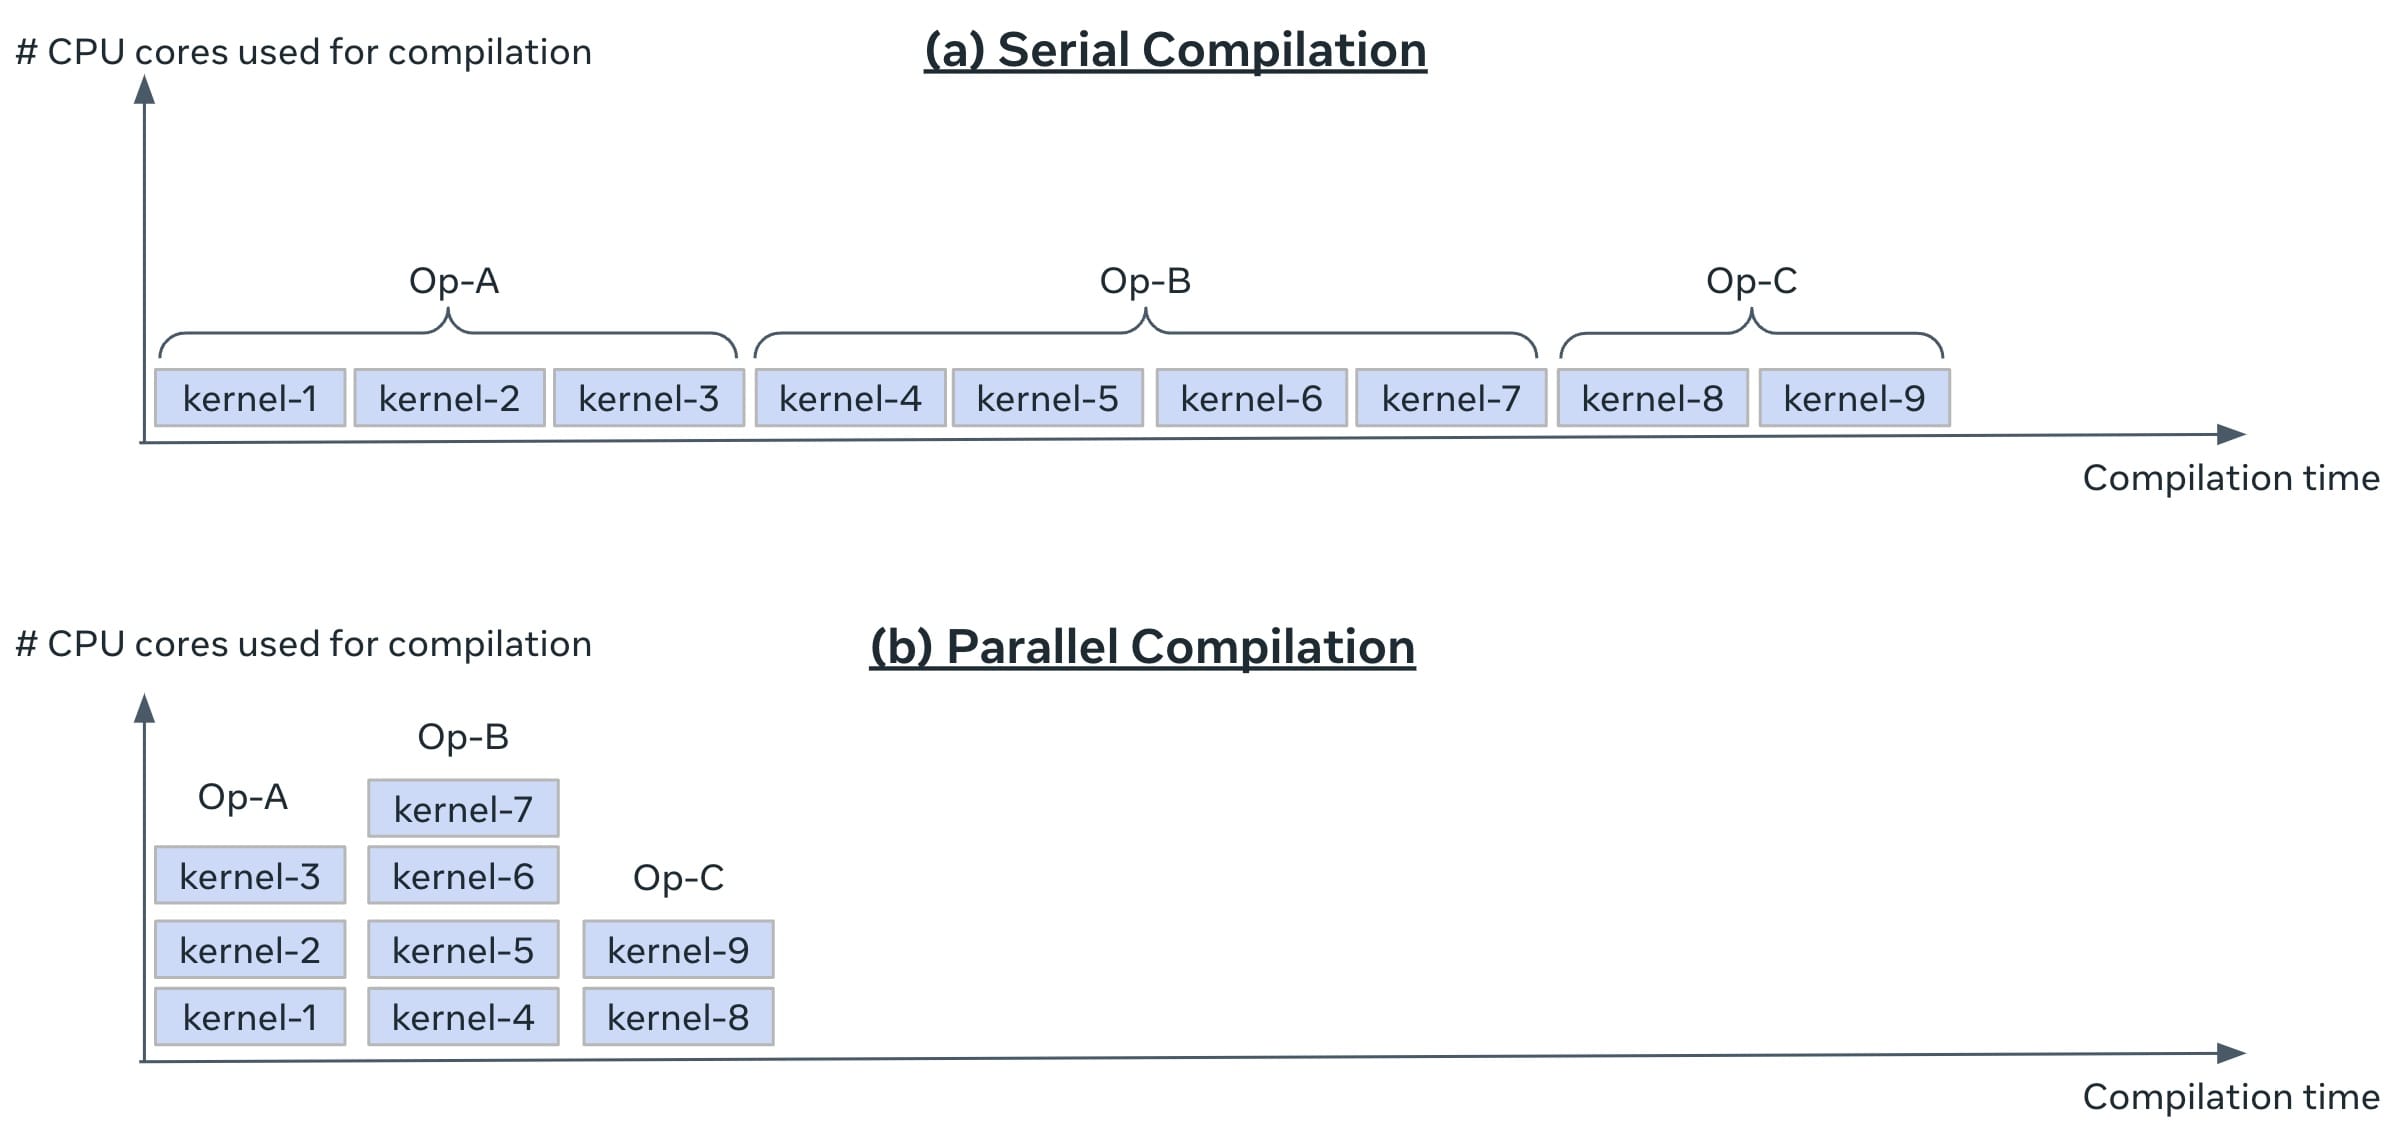 # CPU cores used for compilation
(a) Serial Compilation
Op-A
Op-B
Op-C
kernel-1
kernel-2
kernel-3
kernel-4
kernel-5
kernel-6
kernel-7
kernel-8
kernel-9
Compilation time
# CPU cores used for compilation
(b) Parallel Compilation
Op-A
kernel-3
kernel-2
kernel-1
Op-B
kernel-7
kernel-6
kernel-5
kernel-4
Op-C
kernel-9
kernel-8
Compilation time